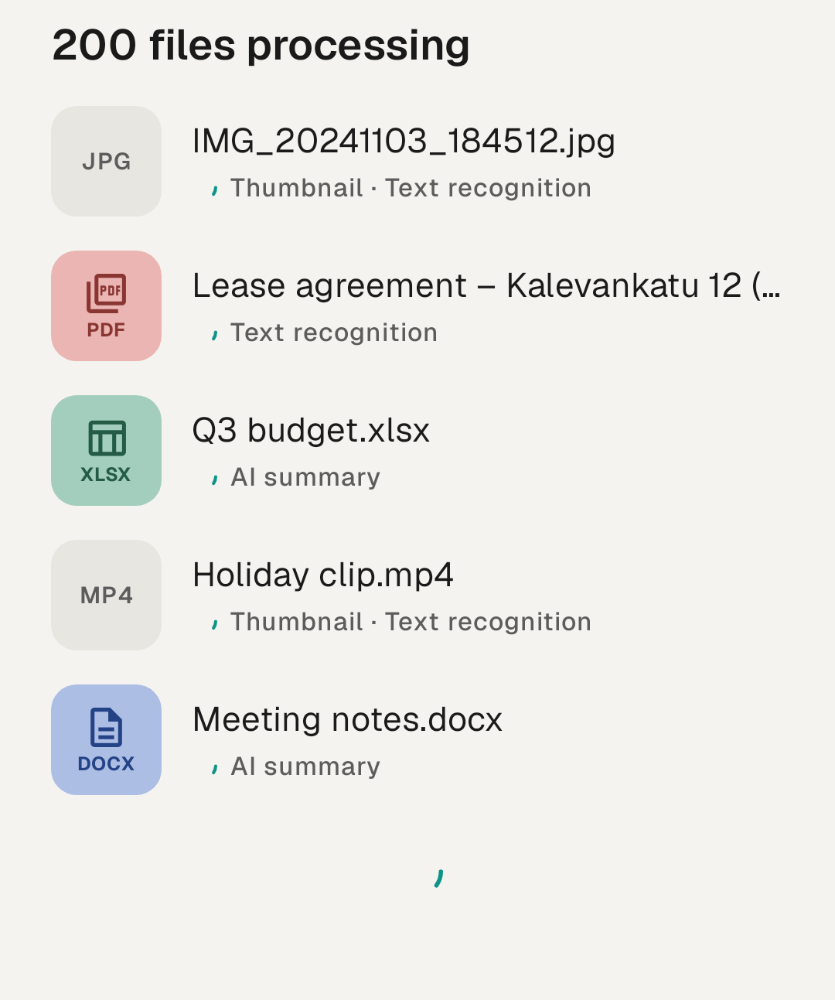 200 files processing
JPG
IMG_20241103_184512.jpg
Thumbnail · Text recognition
PDF
PDF
Lease agreement – Kalevankatu 12 (…
Text recognition
XLSX
Q3 budget.xlsx
AI summary
MP4
Holiday clip.mp4
Thumbnail · Text recognition
DOCX
Meeting notes.docx
AI summary